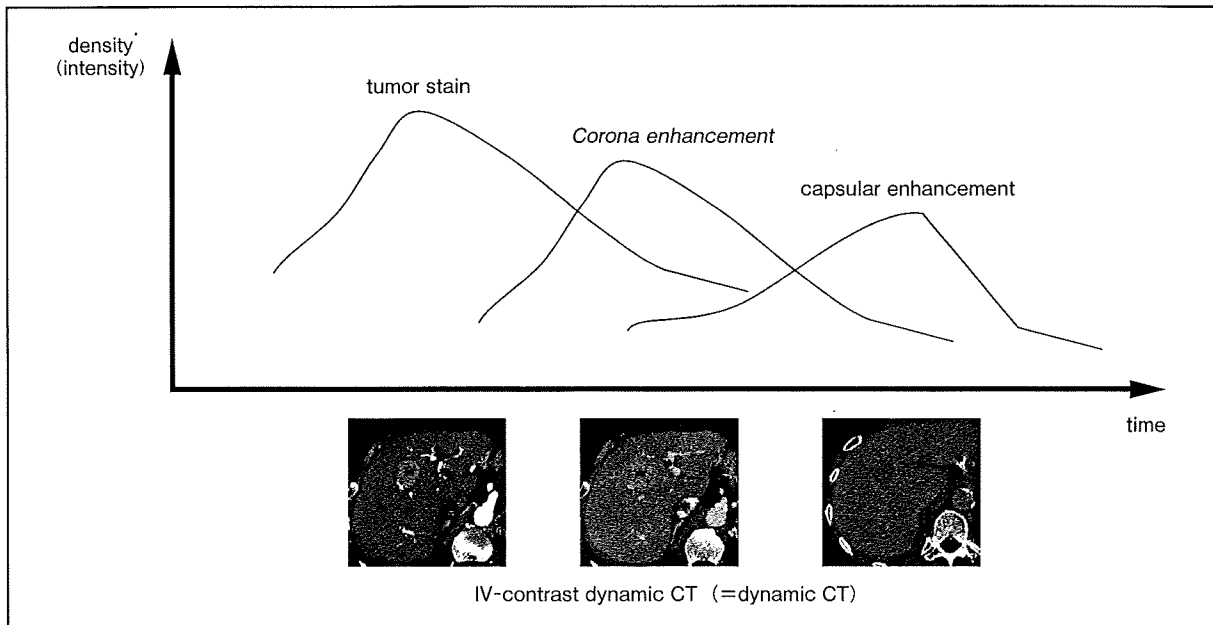 density
(intensity)
tumor stain
Corona enhancement
capsular enhancement
time
IV-contrast dynamic CT (=dynamic CT)